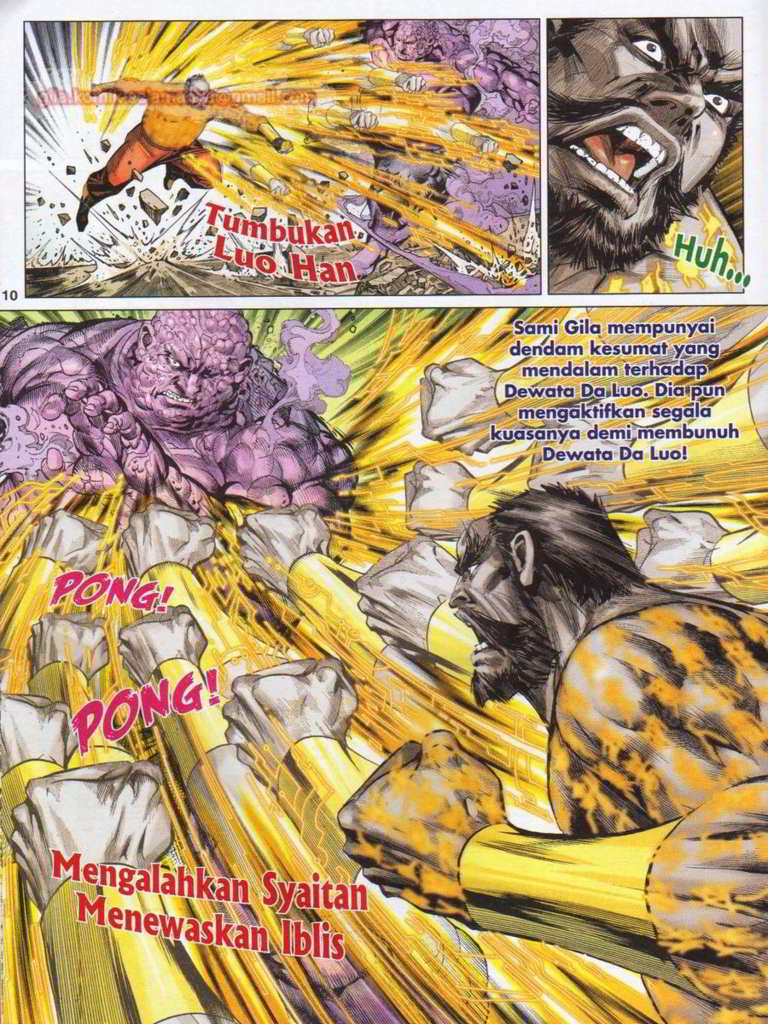 Tumbukan
Luo Han
Huh...
10
Sami Gila mempunyai
dendam kesumat yang
mendalam terhadap
Dewata Da Luo. Dia pun
mengaktifkan segala
kuasanya demi membunuh
Dewata Da Luo!
PONG!
PONG!
Mengalahkan Syaitan
Menewaskan Iblis